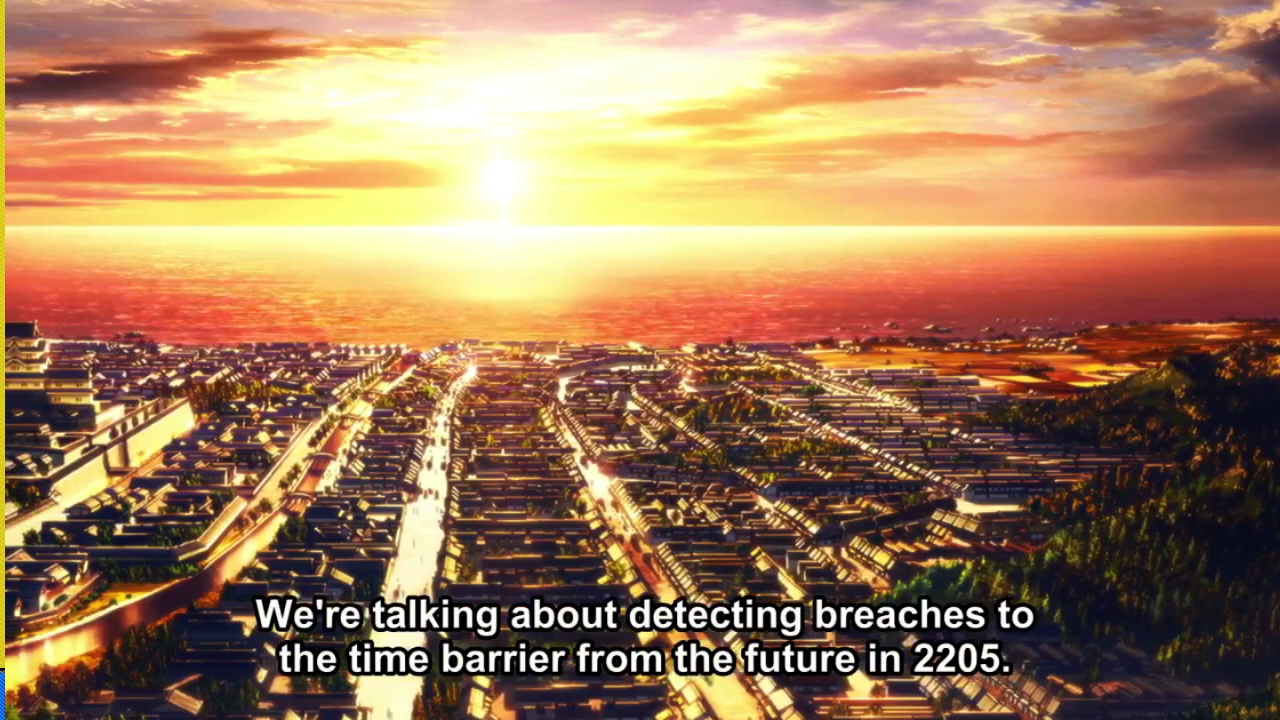 We're talking about detecting breaches to
the time barrier from the future in 2205.